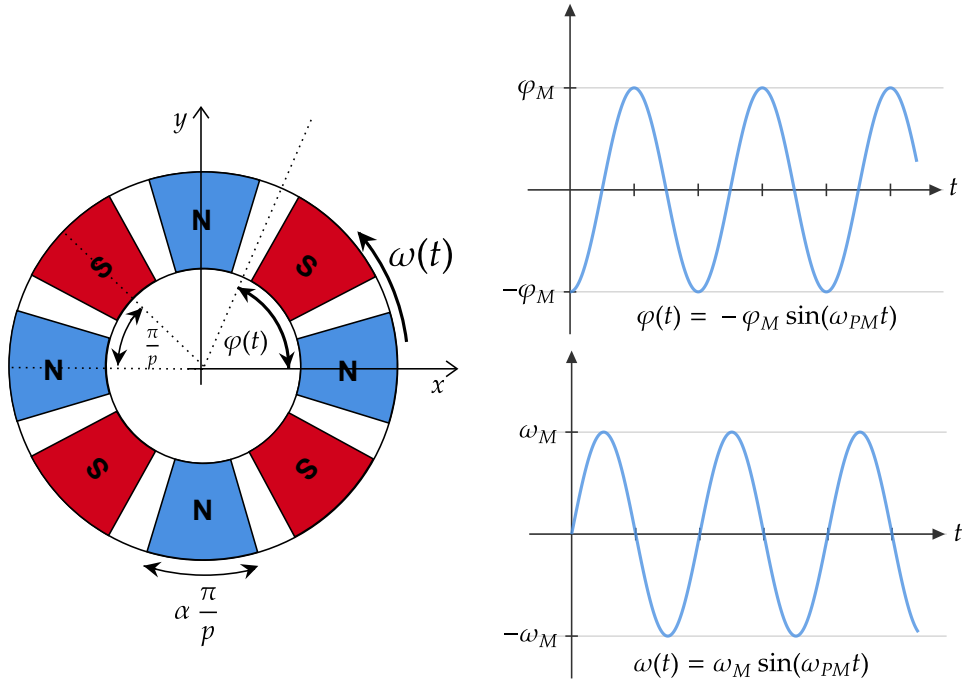 y
N
S
S
ω(t)
φ(t)
π/p
N
N
x
S
S
N
α π/p
φ_M
t
-φ_M
φ(t) = -φ_M sin(ω_PM t)
ω_M
t
-ω_M
ω(t) = ω_M sin(ω_PM t)